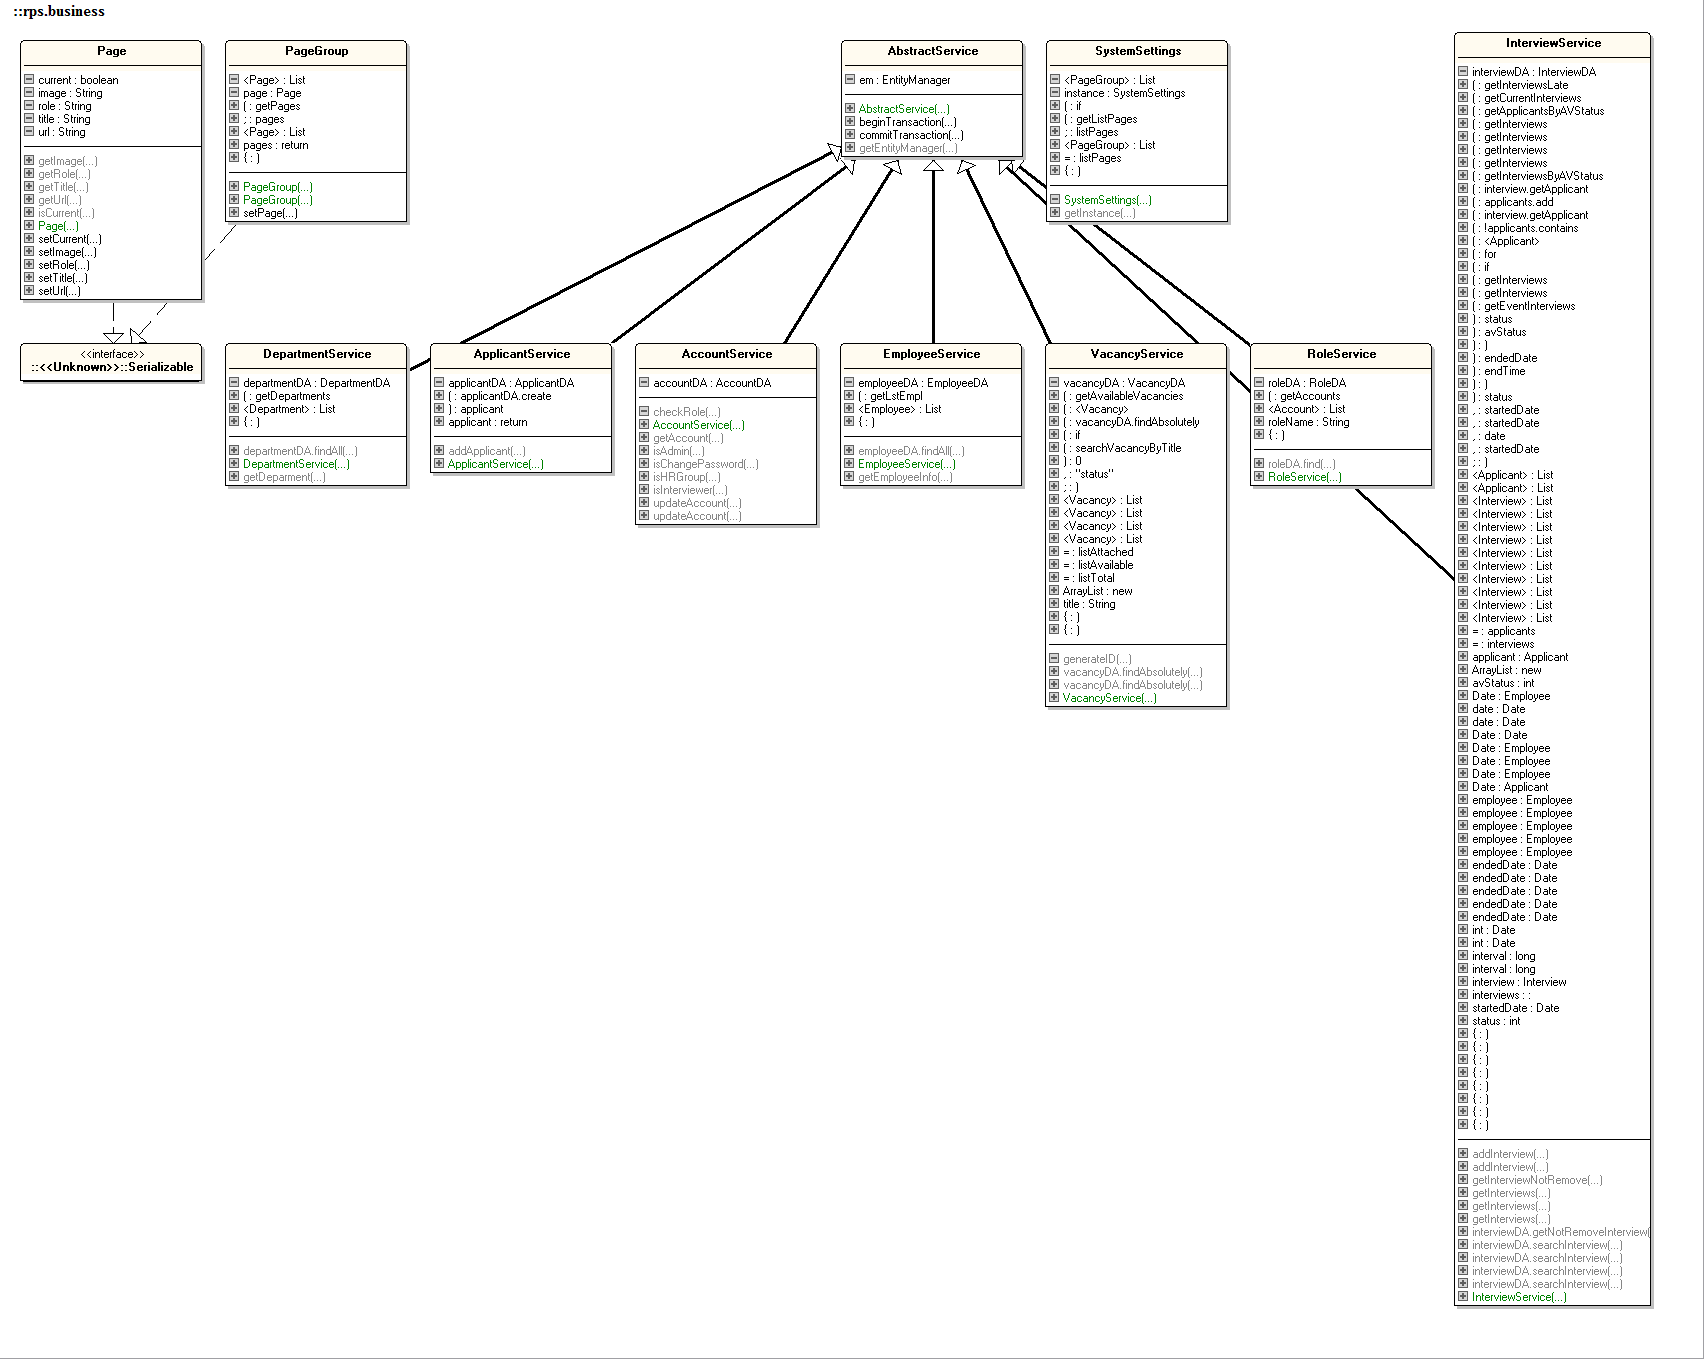 ::rps.business
Page
current : boolean
image : String
role : String
title : String
url : String
getImage(...)
getRole(...)
getTitle(...)
getUrl(...)
isCurrent(...)
Page(...)
setCurrent(...)
setImage(...)
setRole(...)
setTitle(...)
setUrl(...)
PageGroup
<Page> : List
page : Page
( : getPages
; : pages
<Page> : List
pages : return
{ : }
PageGroup(...)
PageGroup(...)
setPage(...)
AbstractService
em : EntityManager
AbstractService(...)
beginTransaction(...)
commitTransaction(...)
getEntityManager(...)
SystemSettings
<PageGroup> : List
instance : SystemSettings
( : if
( : getListPages
; : listPages
<PageGroup> : List
= : listPages
{ : }
SystemSettings(...)
getInstance(...)
<<interface>>
::<<Unknown>>::Serializable
DepartmentService
departmentDA : DepartmentDA
( : getDepartments
<Department> : List
{ : }
departmentDA.findAll(...)
DepartmentService(...)
getDeparment(...)
ApplicantService
applicantDA : ApplicantDA
( : applicantDA.create
) : applicant
applicant : return
addApplicant(...)
ApplicantService(...)
AccountService
accountDA : AccountDA
checkRole(...)
AccountService(...)
getAccount(...)
isAdmin(...)
isChangePassword(...)
isHRGroup(...)
isInterviewer(...)
updateAccount(...)
updateAccount(...)
EmployeeService
employeeDA : EmployeeDA
( : getLstEmpl
<Employee> : List
{ : }
employeeDA.findAll(...)
EmployeeService(...)
getEmployeeInfo(...)
VacancyService
vacancyDA : VacancyDA
( : getAvailableVacancies
( : <Vacancy>
( : vacancyDA.findAbsolutely
( : if
( : searchVacancyByTitle
) : 0
, : "status"
; : )
<Vacancy> : List
<Vacancy> : List
<Vacancy> : List
<Vacancy> : List
= : listAttached
= : listAvailable
= : listTotal
ArrayList : new
title : String
{ : }
{ : }
generateID(...)
vacancyDA.findAbsolutely(...)
vacancyDA.findAbsolutely(...)
VacancyService(...)
RoleService
roleDA : RoleDA
( : getAccounts
<Account> : List
roleName : String
{ : }
roleDA.find(...)
RoleService(...)
InterviewService
interviewDA : InterviewDA
( : getInterviewsLate
( : getCurrentInterviews
( : getApplicantsByAVStatus
( : getInterviews
( : getInterviews
( : getInterviews
( : getInterviews
( : getInterviewsByAVStatus
( : interview.getApplicant
( : applicants.add
( : interview.getApplicant
( : !applicants.contains
( : <Applicant>
( : for
( : if
( : getInterviews
( : getInterviews
( : getEventInterviews
) : status
) : avStatus
) : )
) : endedDate
) : endTime
) : )
) : status
, : startedDate
, : startedDate
, : date
, : startedDate
; : )
<Applicant> : List
<Applicant> : List
<Interview> : List
<Interview> : List
<Interview> : List
<Interview> : List
<Interview> : List
<Interview> : List
<Interview> : List
<Interview> : List
<Interview> : List
<Interview> : List
= : applicants
= : interviews
applicant : Applicant
ArrayList : new
avStatus : int
Date : Employee
date : Date
date : Date
Date : Date
Date : Employee
Date : Employee
Date : Employee
Date : Applicant
employee : Employee
employee : Employee
employee : Employee
employee : Employee
employee : Employee
endedDate : Date
endedDate : Date
endedDate : Date
endedDate : Date
endedDate : Date
int : Date
int : Date
interval : long
interval : long
interview : Interview
interviews : :
startedDate : Date
status : int
{ : }
{ : }
{ : }
{ : }
{ : }
{ : }
{ : }
{ : }
addInterview(...)
addInterview(...)
getInterviewNotRemove(...)
getInterviews(...)
getInterviews(...)
getInterviews(...)
interviewDA.getNotRemoveInterview(
interviewDA.searchInterview(...)
interviewDA.searchInterview(...)
interviewDA.searchInterview(...)
interviewDA.searchInterview(...)
InterviewService(...)